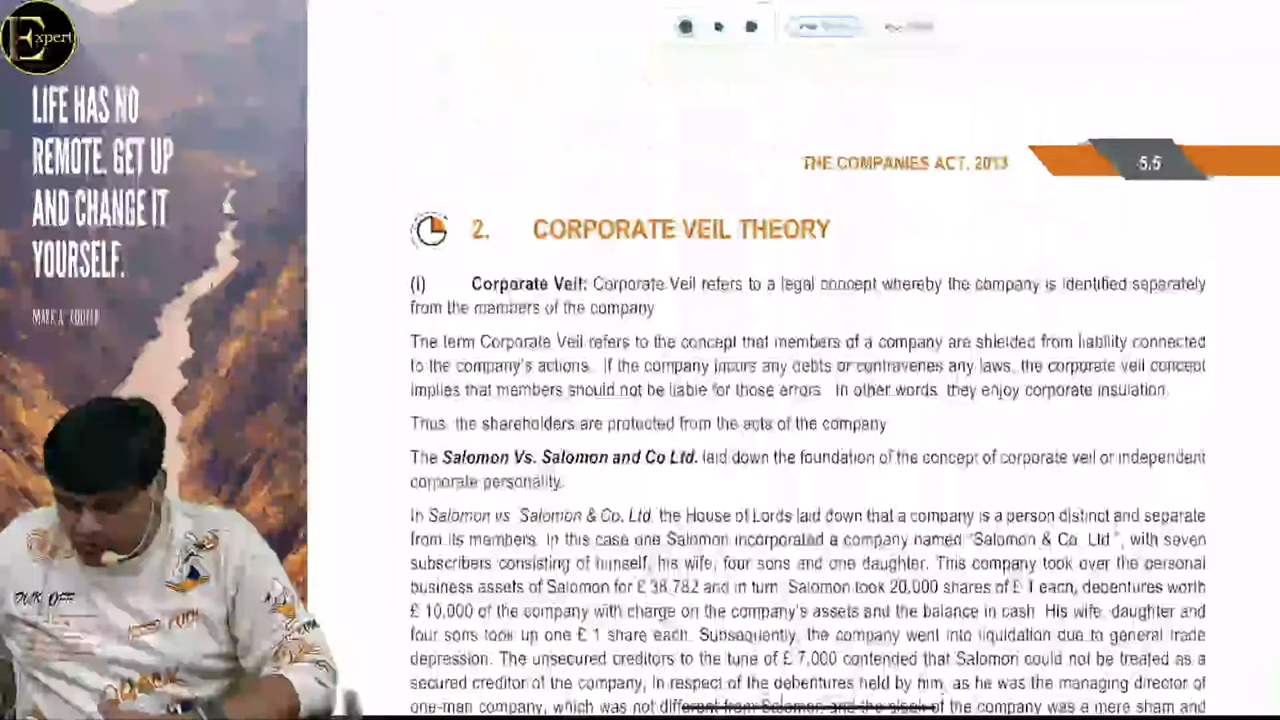 Expert
LIFE HAS NO
REMOTE. GET UP
AND CHANGE IT
YOURSELF.
THE COMPANIES ACT, 2013
5.5
2. CORPORATE VEIL THEORY
(i) Corporate Veil: Corporate Veil refers to a legal concept whereby the company is identified separately
from the members of the company
The term Corporate Veil refers to the concept that members of a company are shielded from liability connected
to the company's actions. If the company incurs any debts or contravenes any laws, the corporate veil concept
implies that members should not be liable for those errors. In other words, they enjoy corporate insulation.
Thus, the shareholders are protected from the acts of the company
The Salomon Vs. Salomon and Co Ltd. laid down the foundation of the concept of corporate veil or independent
corporate personality.
In Salomon vs. Salomon & Co. Ltd. the House of Lords laid down that a company is a person distinct and separate
from its members. In this case one Salomon incorporated a company named "Salomon & Co. Ltd.", with seven
subscribers consisting of himself, his wife, four sons and one daughter. This company took over the personal
business assets of Salomon for £ 38,782 and in turn, Salomon took 20,000 shares of £ 1 each, debentures worth
£ 10,000 of the company with charge on the company's assets and the balance in cash. His wife, daughter and
four sons took up one £ 1 share each. Subsequently, the company went into liquidation due to general trade
depression. The unsecured creditors to the tune of £ 7,000 contended that Salomon could not be treated as a
secured creditor of the company, in respect of the debentures held by him, as he was the managing director of
one-man company, which was not different from Salomon, and the cloak of the company was a mere sham and